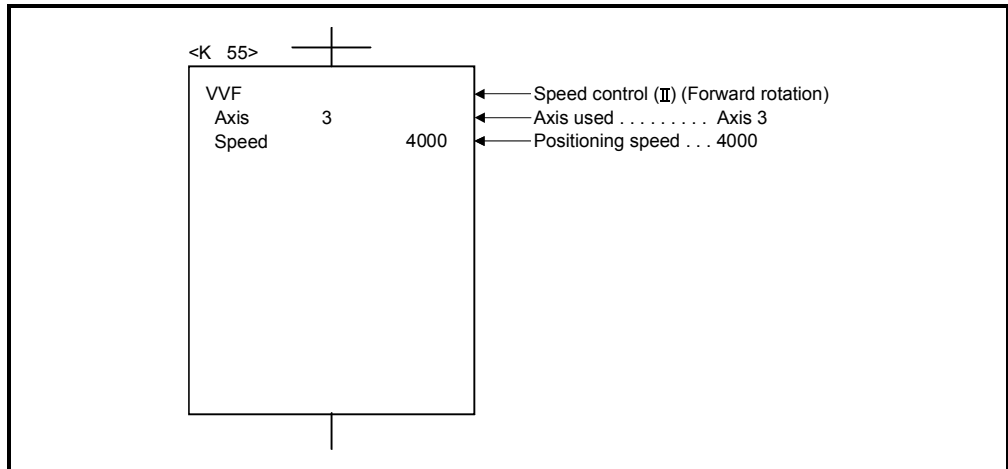 <K 55>
VVF Speed control (Ⅱ) (Forward rotation)
Axis 3 Axis used . . . . . . . . . Axis 3
Speed 4000 Positioning speed . . . 4000